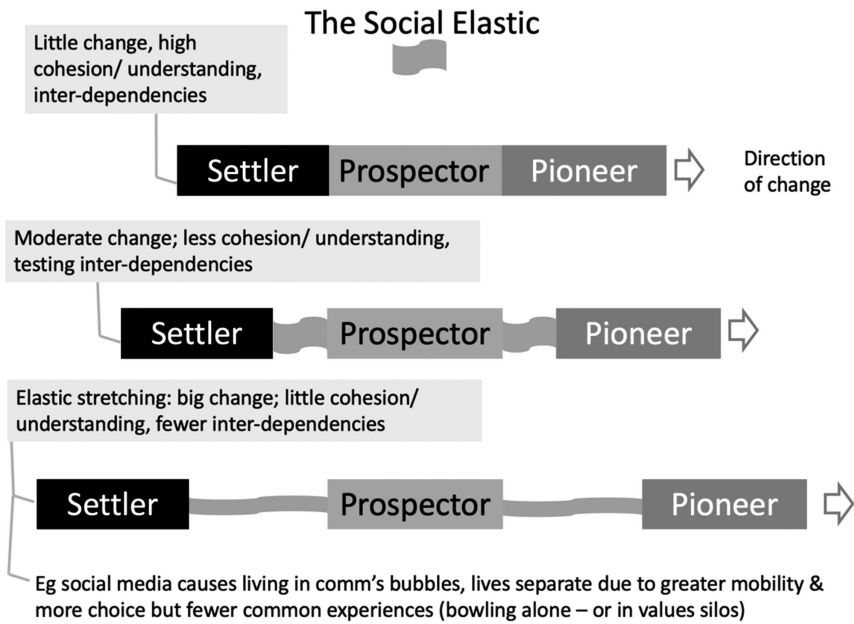 The Social Elastic
Little change, high
cohesion/ understanding,
inter-dependencies
Settler Prospector Pioneer
Direction
of change
Moderate change; less cohesion/ understanding,
testing inter-dependencies
Settler Prospector Pioneer
Elastic stretching: big change; little cohesion/
understanding, fewer inter-dependencies
Settler Prospector Pioneer
Eg social media causes living in comm’s bubbles, lives separate due to greater mobility &
more choice but fewer common experiences (bowling alone – or in values silos)